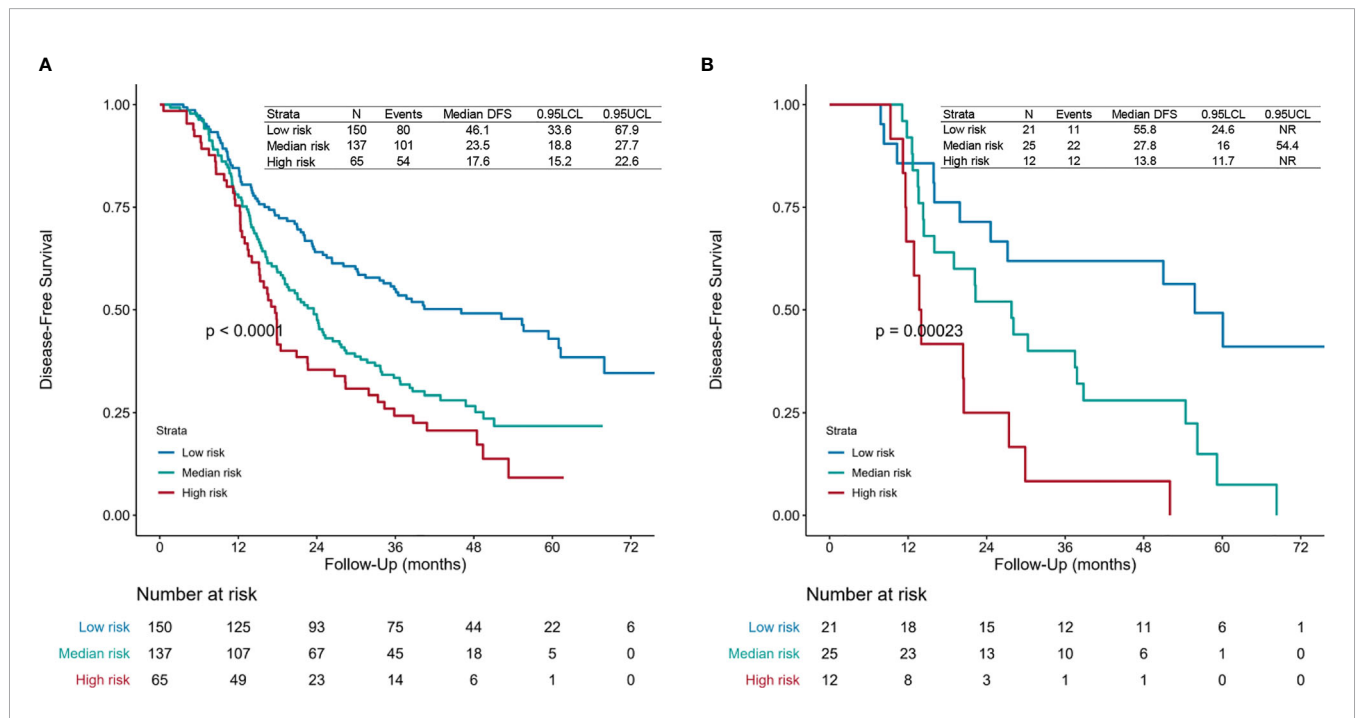 A
1.00
0.75
0.50
0.25
0.00
Disease-Free Survival
Strata N Events Median DFS 0.95LCL 0.95UCL
Low risk 150 80 46.1 33.6 67.9
Median risk 137 101 23.5 18.8 27.7
High risk 65 54 17.6 15.2 22.6
p < 0.0001
Strata
Low risk
Median risk
High risk
0 12 24 36 48 60 72
Follow-Up (months)
Number at risk
Low risk 150 125 93 75 44 22 6
Median risk 137 107 67 45 18 5 0
High risk 65 49 23 14 6 1 0
B
1.00
0.75
0.50
0.25
0.00
Disease-Free Survival
Strata N Events Median DFS 0.95LCL 0.95UCL
Low risk 21 11 55.8 24.6 NR
Median risk 25 22 27.8 16 54.4
High risk 12 12 13.8 11.7 NR
p = 0.00023
Strata
Low risk
Median risk
High risk
0 12 24 36 48 60 72
Follow-Up (months)
Number at risk
Low risk 21 18 15 12 11 6 1
Median risk 25 23 13 10 6 1 0
High risk 12 8 3 1 1 0 0